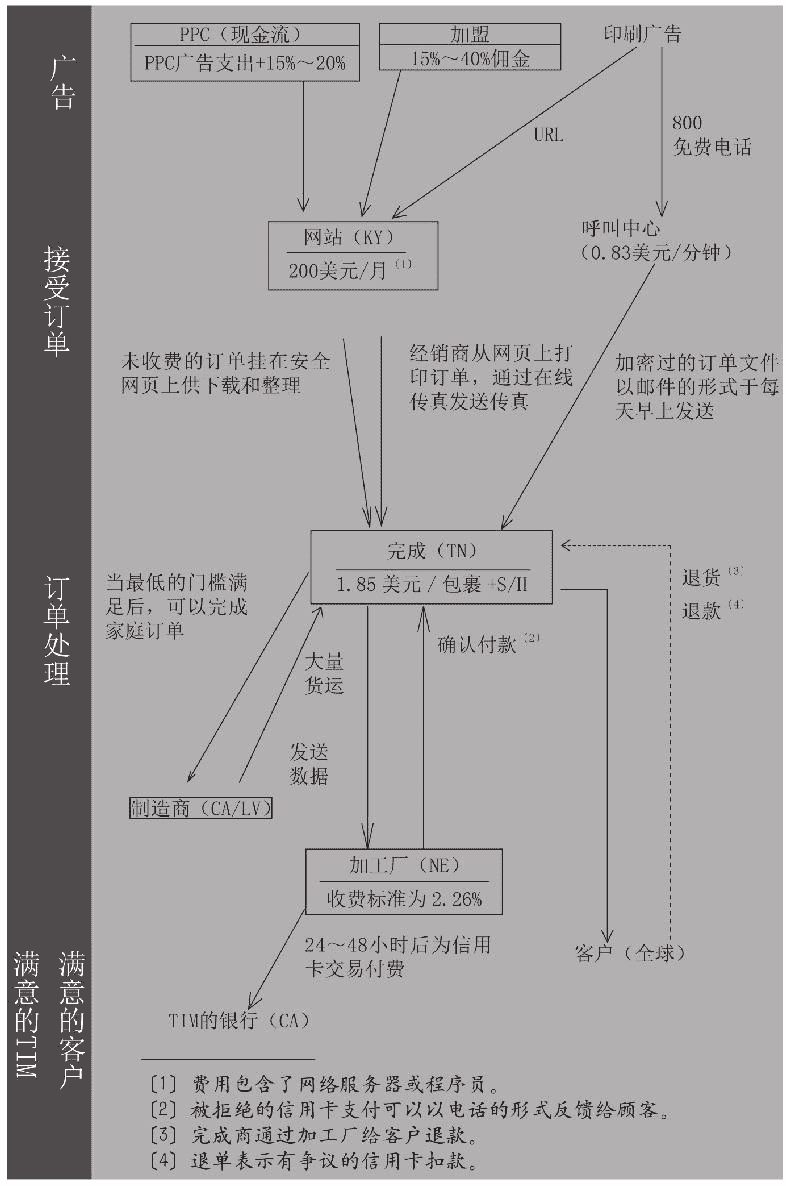 广告
PPC（现金流）
PPC广告支出+15%～20%
加盟
15%～40%佣金
印刷广告
URL
800
免费电话
接受订单
网站（KY）
200美元/月（1）
呼叫中心
（0.83美元/分钟）
未收费的订单挂在安全
网页上供下载和整理
经销商从网页上打
印订单，通过在线
传真发送传真
加密过的订单文件
以邮件的形式于每
天早上发送
订单处理
完成（TN）
1.85 美元 / 包裹 +S/H
当最低的门槛满
足后，可以完成
家庭订单
大量
货运
确认付款（2）
退货（3）
退款（4）
发送
数据
制造商（CA/LV）
加工厂（NE）
收费标准为 2.26%
24～48小时后为信用
卡交易付费
客户（全球）
TIM的银行（CA）
满意的客户
满意的TIM
〔1〕费用包含了网络服务器或程序员。
〔2〕被拒绝的信用卡支付可以以电话的形式反馈给顾客。
〔3〕完成商通过加工厂给客户退款。
〔4〕退单表示有争议的信用卡扣款。